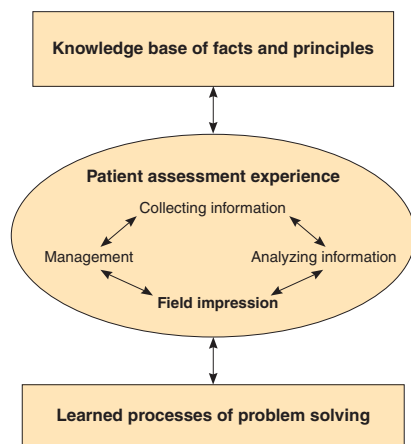 Knowledge base of facts and principles
Patient assessment experience
Collecting information
Management
Analyzing information
Field impression
Learned processes of problem solving